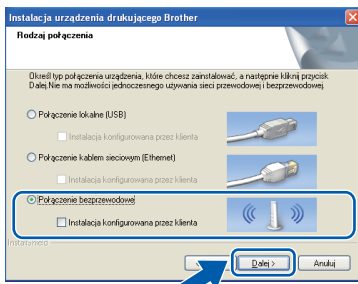 Instalacja urządzenia drukującego Brother
Rodzaj połączenia
Określ typ połączenia urządzenia, które chcesz zainstalować, a następnie kliknij przycisk
Dalej.Nie ma możliwości jednoczesnego używania sieci przewodowej i bezprzewodowej.
Połączenie lokalne (USB)
Instalacja konfigurowana przez klienta
Połączenie kablem sieciowym (Ethernet)
Instalacja konfigurowana przez klienta
Połączenie bezprzewodowe
Instalacja konfigurowana przez klienta
InstallShield
Dalej > Anuluj